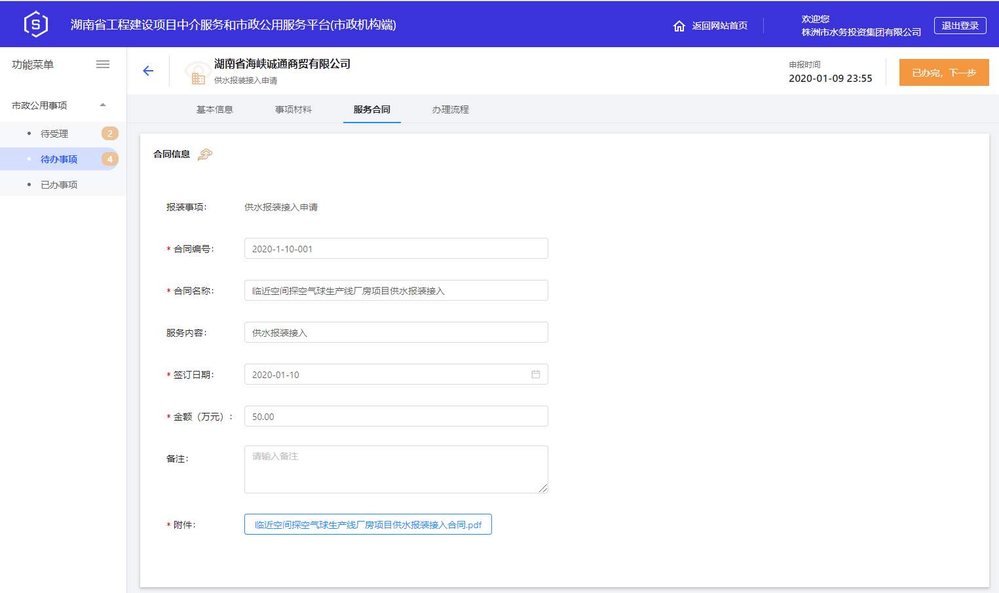 S
湖南省工程建设项目中介服务和市政公用服务平台(市政机构端)
返回网站首页
欢迎您
株洲市水务投资集团有限公司
退出登录
功能菜单
市政公用事项
待受理 2
待办事项 4
已办事项
湖南省海峡诚通商贸有限公司
供水报装接入申请
申报时间
2020-01-09 23:55
已办完，下一步
基本信息 事项材料 服务合同 办理流程
合同信息
报装事项: 供水报装接入申请
* 合同编号: 2020-1-10-001
* 合同名称: 临近空间探空气球生产线厂房项目供水报装接入
服务内容: 供水报装接入
* 签订日期: 2020-01-10
* 金额（万元）: 50.00
备注: 请输入备注
* 附件: 临近空间探空气球生产线厂房项目供水报装接入合同.pdf